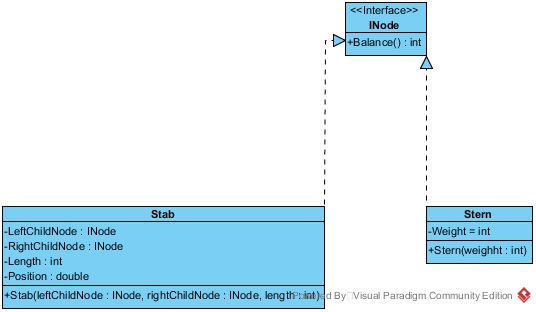 <<Interface>>
INode
+Balance() : int
Stab
-LeftChildNode : INode
-RightChildNode : INode
-Length : int
-Position : double
+Stab(leftChildNode : INode, rightChildNode : INode, length : int)
Stern
-Weight = int
+Stern(weighht : int)
Powered By Visual Paradigm Community Edition